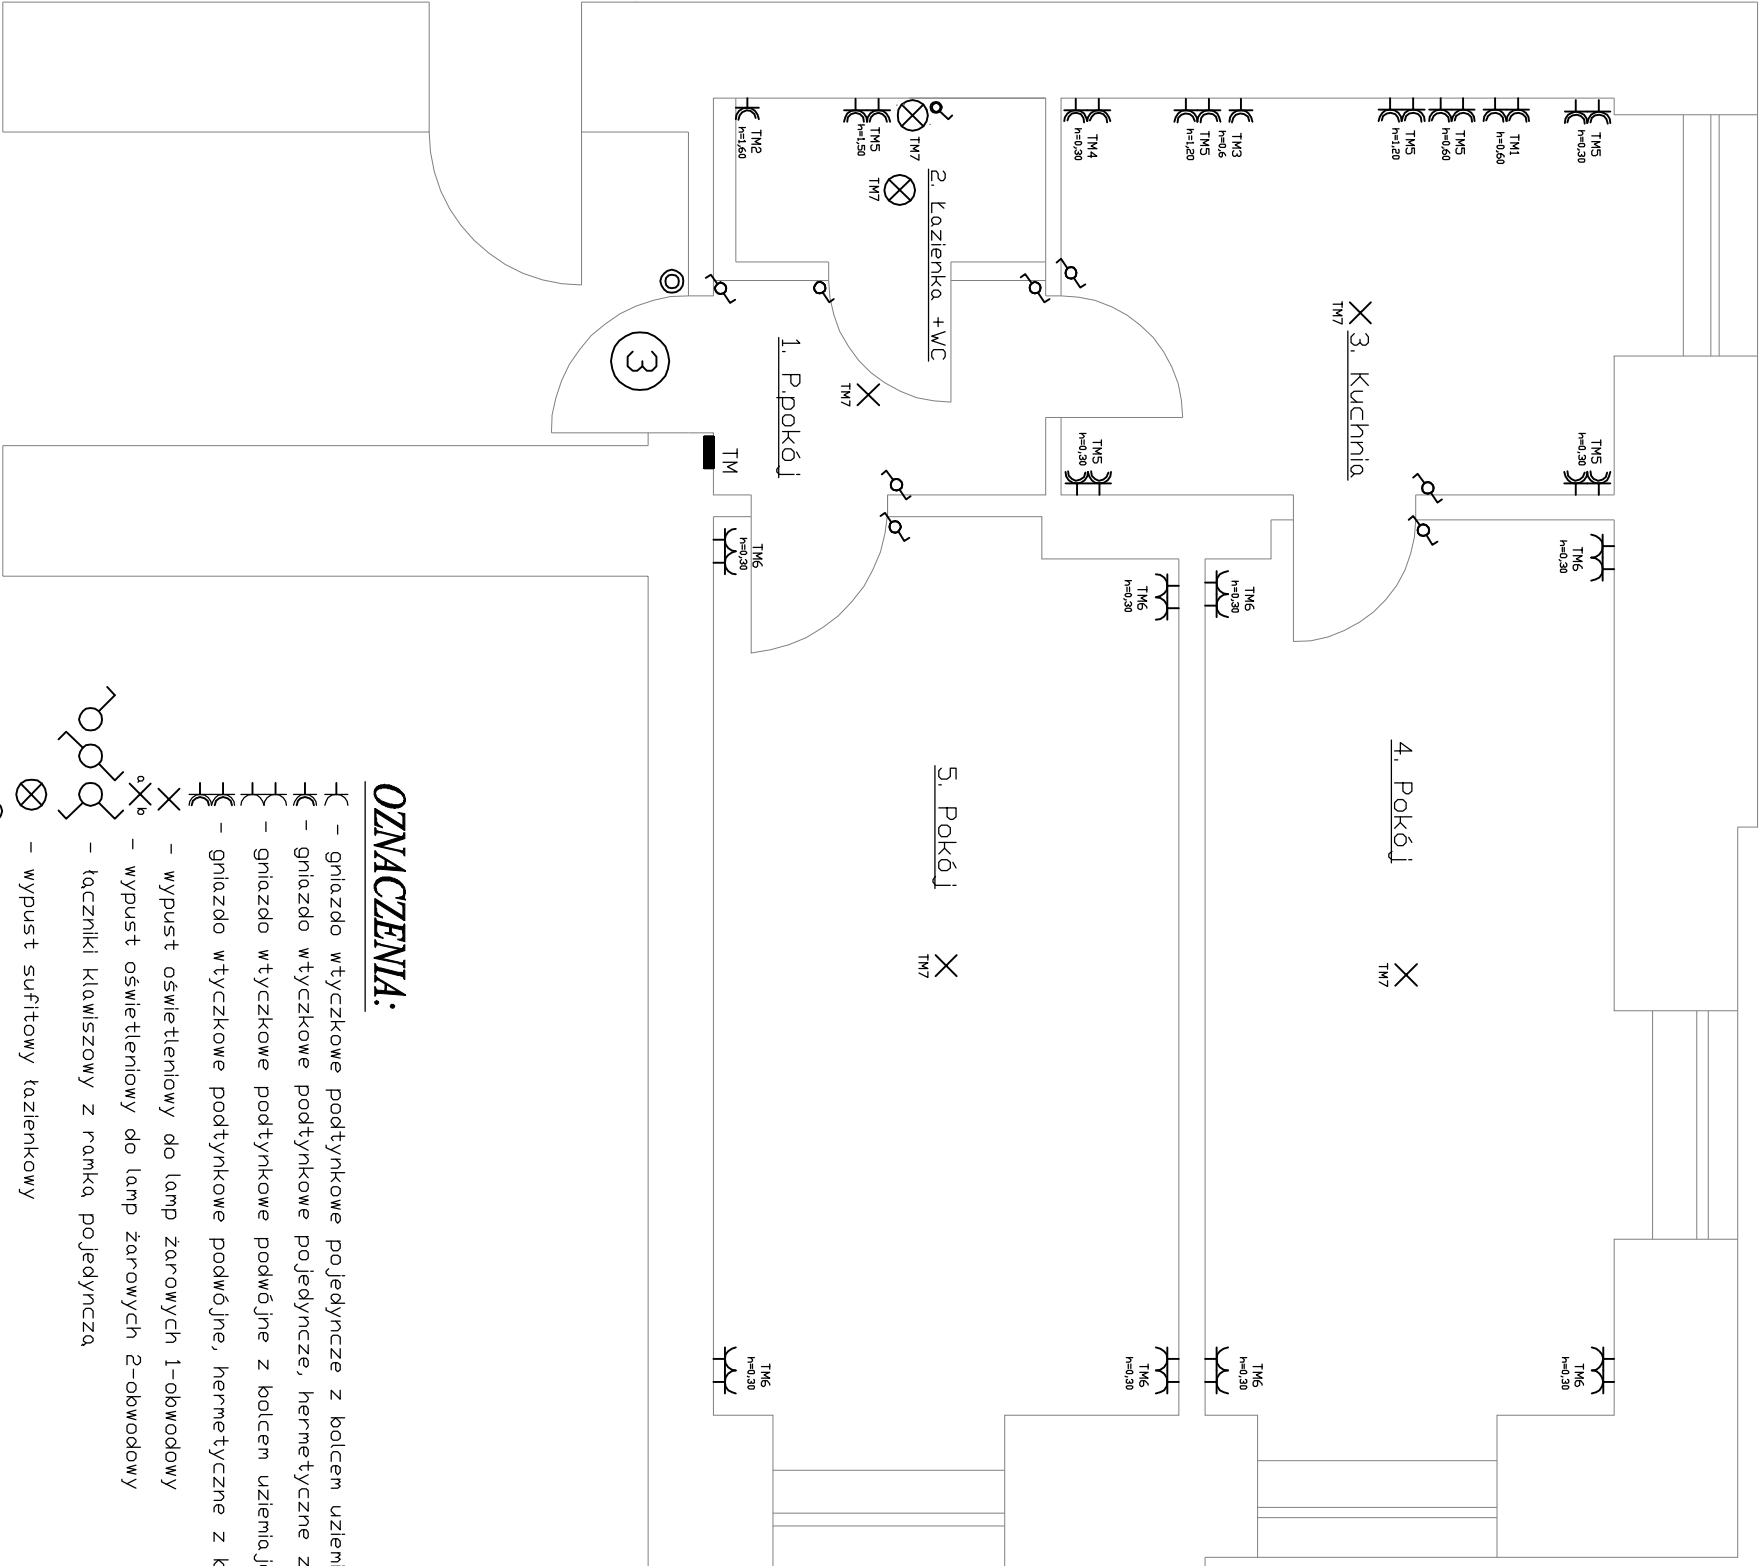 TM5
h=0,30
TM5
h=0,30
TM6
h=0,30
TM6
h=0,30
TM1
h=0,60
TM5
h=0,60
TM5
h=1,20
3. Kuchnia
TM7
4. Pokój
TM7
TM3
h=0,6
TM5
h=1,20
TM6
h=0,30
TM6
h=0,30
TM6
h=0,30
TM6
h=0,30
TM4
h=0,30
TM5
h=0,30
2. Łazienka +WC
5. Pokój
TM7
TM7
TM5
h=1,50
TM7
TM7
1. P.pokój
TM2
h=1,60
TM6
h=0,30
TM6
h=0,30
TM
3
OZNACZENIA:
- gniazdo wtyczkowe podtynkowe pojedyncze z bolcem uziemi
- gniazdo wtyczkowe podtynkowe pojedyncze, hermetyczne z
- gniazdo wtyczkowe podtynkowe podwójne z bolcem uziemiają
- gniazdo wtyczkowe podtynkowe podwójne, hermetyczne z k
- wypust oświetleniowy do lamp żarowych 1-obwodowy
a b - wypust oświetleniowy do lamp żarowych 2-obwodowy
- łączniki klawiszowy z ramką pojedynczą
- wypust sufitowy łazienkowy